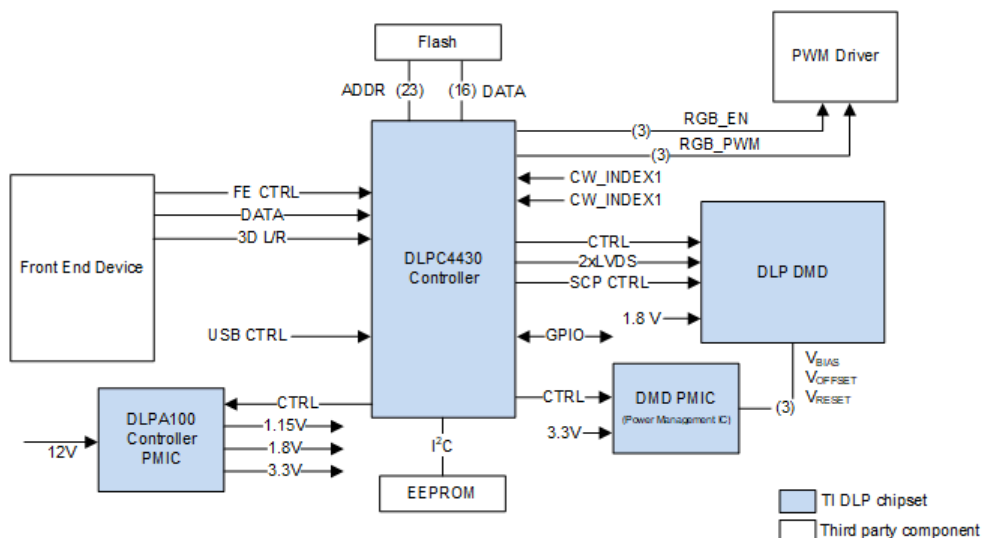 Flash
PWM Driver
ADDR (23)
(16) DATA
RGB_EN
(3)
RGB_PWM
(3)
CW_INDEX1
CW_INDEX1
Front End Device
FE CTRL
DATA
3D L/R
USB CTRL
DLPC4430
Controller
CTRL
2xLVDS
SCP CTRL
1.8 V
GPIO
DLP DMD
VBIAS
VOFFSET
VRESET
(3)
CTRL
3.3V
DMD PMIC
(Power Management IC)
12V
DLPA100
Controller
PMIC
CTRL
1.15V
1.8V
3.3V
I²C
EEPROM
TI DLP chipset
Third party component